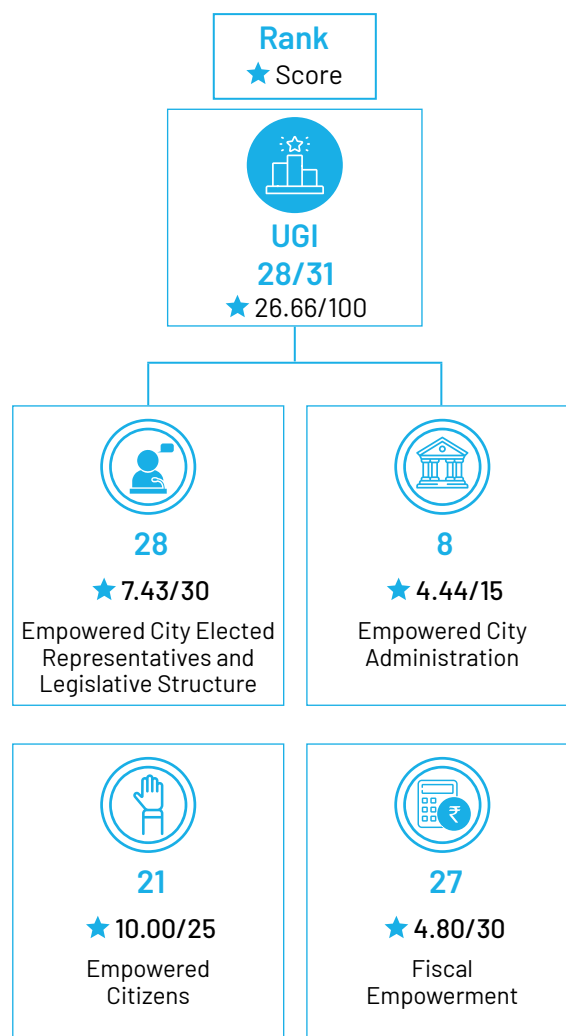 Rank
★ Score
UGI
28/31
★ 26.66/100
28
★ 7.43/30
Empowered City Elected
Representatives and
Legislative Structure
8
★ 4.44/15
Empowered City
Administration
21
★ 10.00/25
Empowered
Citizens
₹
27
★ 4.80/30
Fiscal
Empowerment